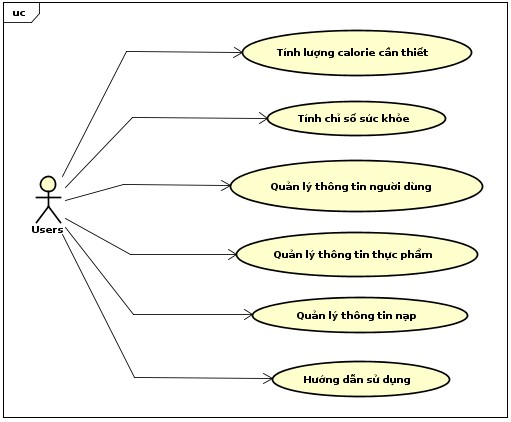 uc
Tính lượng calorie cần thiết
Tính chỉ số sức khỏe
Quản lý thông tin người dùng
Users
Quản lý thông tin thực phẩm
Quản lý thông tin nạp
Hướng dẫn sử dụng